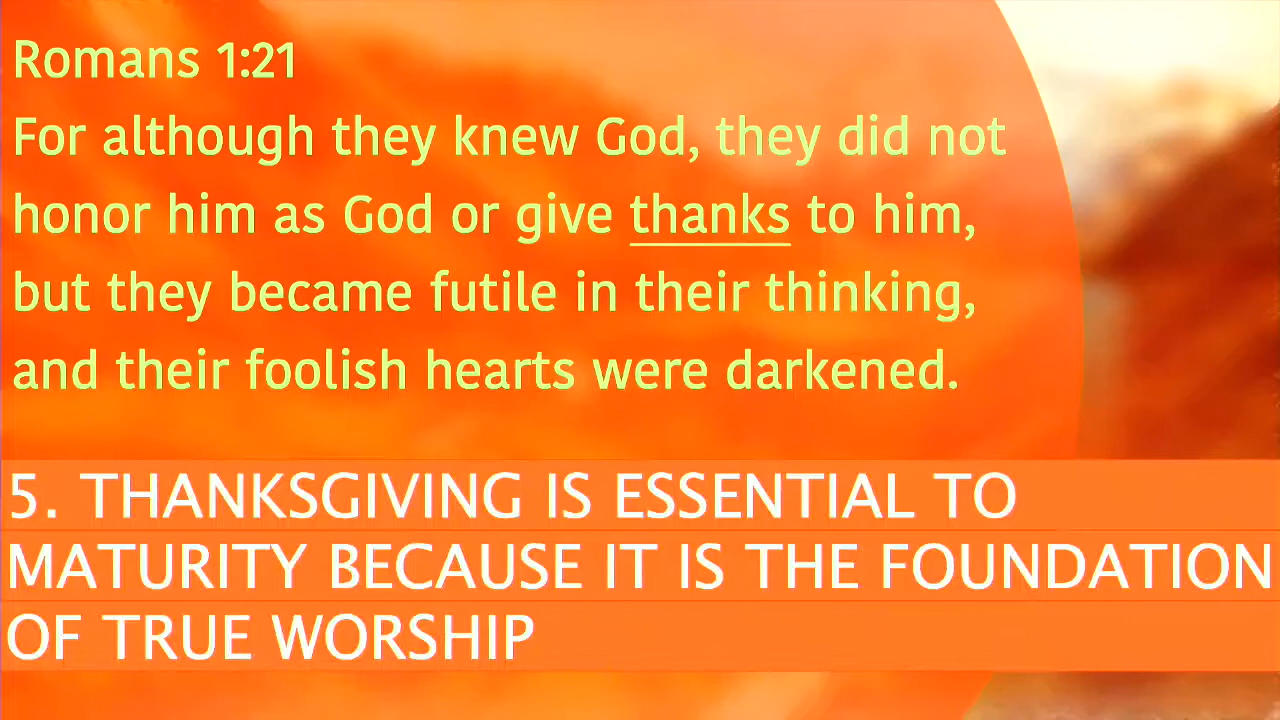 Romans 1:21
For although they knew God, they did not
honor him as God or give thanks to him,
but they became futile in their thinking,
and their foolish hearts were darkened.
5. THANKSGIVING IS ESSENTIAL TO
MATURITY BECAUSE IT IS THE FOUNDATION
OF TRUE WORSHIP